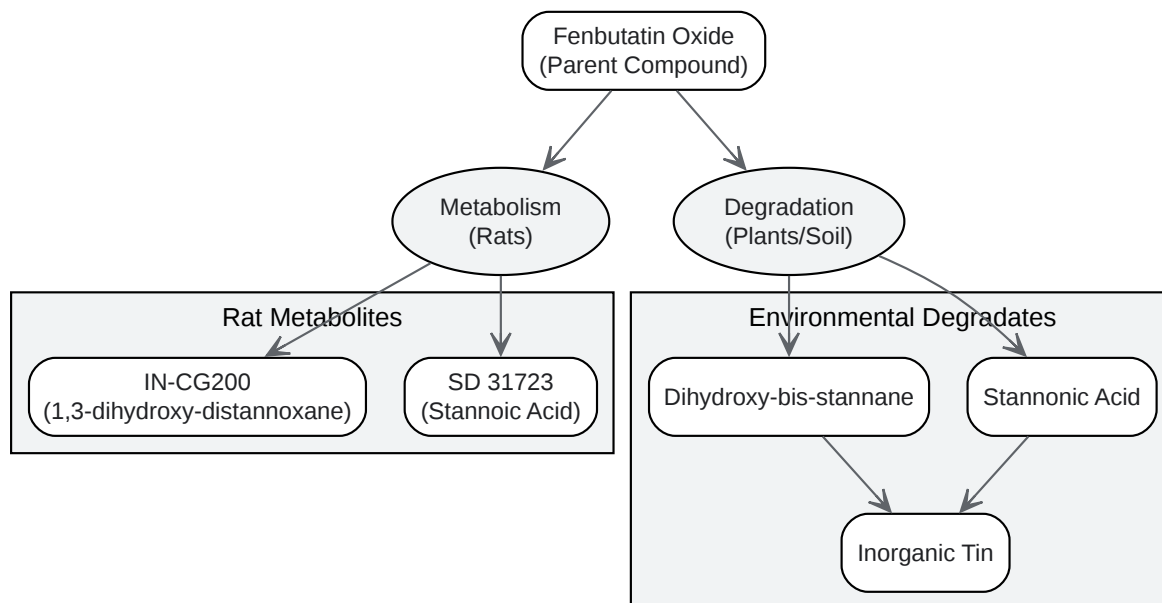 Fenbutatin Oxide
(Parent Compound)
Metabolism
(Rats)
Degradation
(Plants/Soil)
Rat Metabolites
Environmental Degradates
IN-CG200
(1,3-dihydroxy-distannoxane)
SD 31723
(Stannoic Acid)
Dihydroxy-bis-stannane
Stannonic Acid
Inorganic Tin